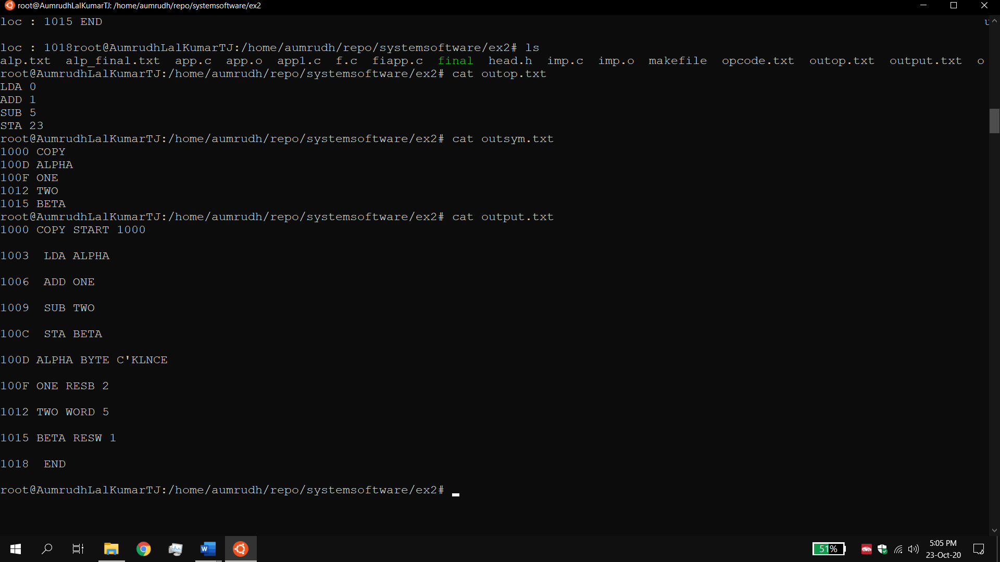 root@AumrudhLalKumarTJ: /home/aumrudh/repo/systemsoftware/ex2
loc : 1015 END
loc : 1018root@AumrudhLalKumarTJ:/home/aumrudh/repo/systemsoftware/ex2# ls
alp.txt  alp_final.txt  app.c  app.o  app1.c  f.c  fiapp.c  final  head.h  imp.c  imp.o  makefile  opcode.txt  outop.txt  output.txt  o
root@AumrudhLalKumarTJ:/home/aumrudh/repo/systemsoftware/ex2# cat outop.txt
LDA 0
ADD 1
SUB 5
STA 23
root@AumrudhLalKumarTJ:/home/aumrudh/repo/systemsoftware/ex2# cat outsym.txt
1000 COPY
100D ALPHA
100F ONE
1012 TWO
1015 BETA
root@AumrudhLalKumarTJ:/home/aumrudh/repo/systemsoftware/ex2# cat output.txt
1000 COPY START 1000
1003  LDA ALPHA
1006  ADD ONE
1009  SUB TWO
100C  STA BETA
100D ALPHA BYTE C'KLNCE
100F ONE RESB 2
1012 TWO WORD 5
1015 BETA RESW 1
1018  END
root@AumrudhLalKumarTJ:/home/aumrudh/repo/systemsoftware/ex2#
51%
5:05 PM
23-Oct-20